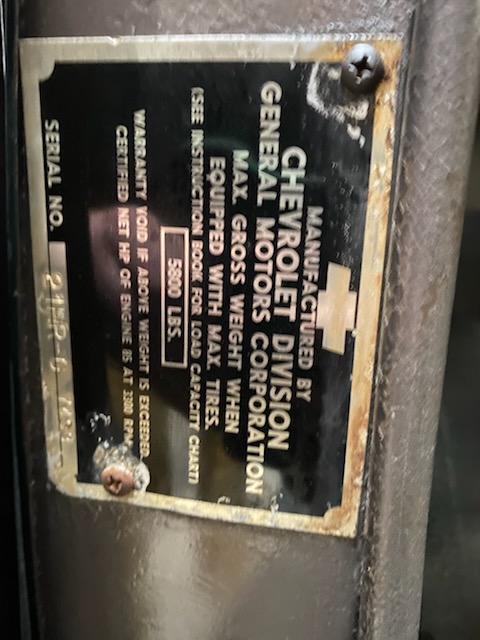 MANUFACTURED BY
CHEVROLET DIVISION
GENERAL MOTORS CORPORATION
MAX. GROSS WEIGHT WHEN
EQUIPPED WITH MAX. TIRES.
(SEE INSTRUCTION BOOK FOR LOAD CAPACITY CHART)
5800 LBS.
WARRANTY VOID IF ABOVE WEIGHT IS EXCEEDED.
CERTIFIED NET HP OF ENGINE 85 AT 3300 RPM
SERIAL NO.